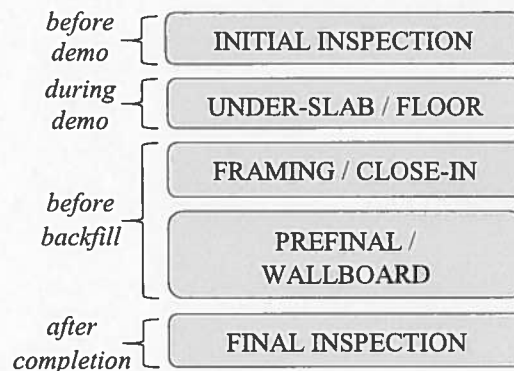 before
demo
INITIAL INSPECTION
during
demo
UNDER-SLAB / FLOOR
before
backfill
FRAMING / CLOSE-IN
PREFINAL /
WALLBOARD
after
completion
FINAL INSPECTION